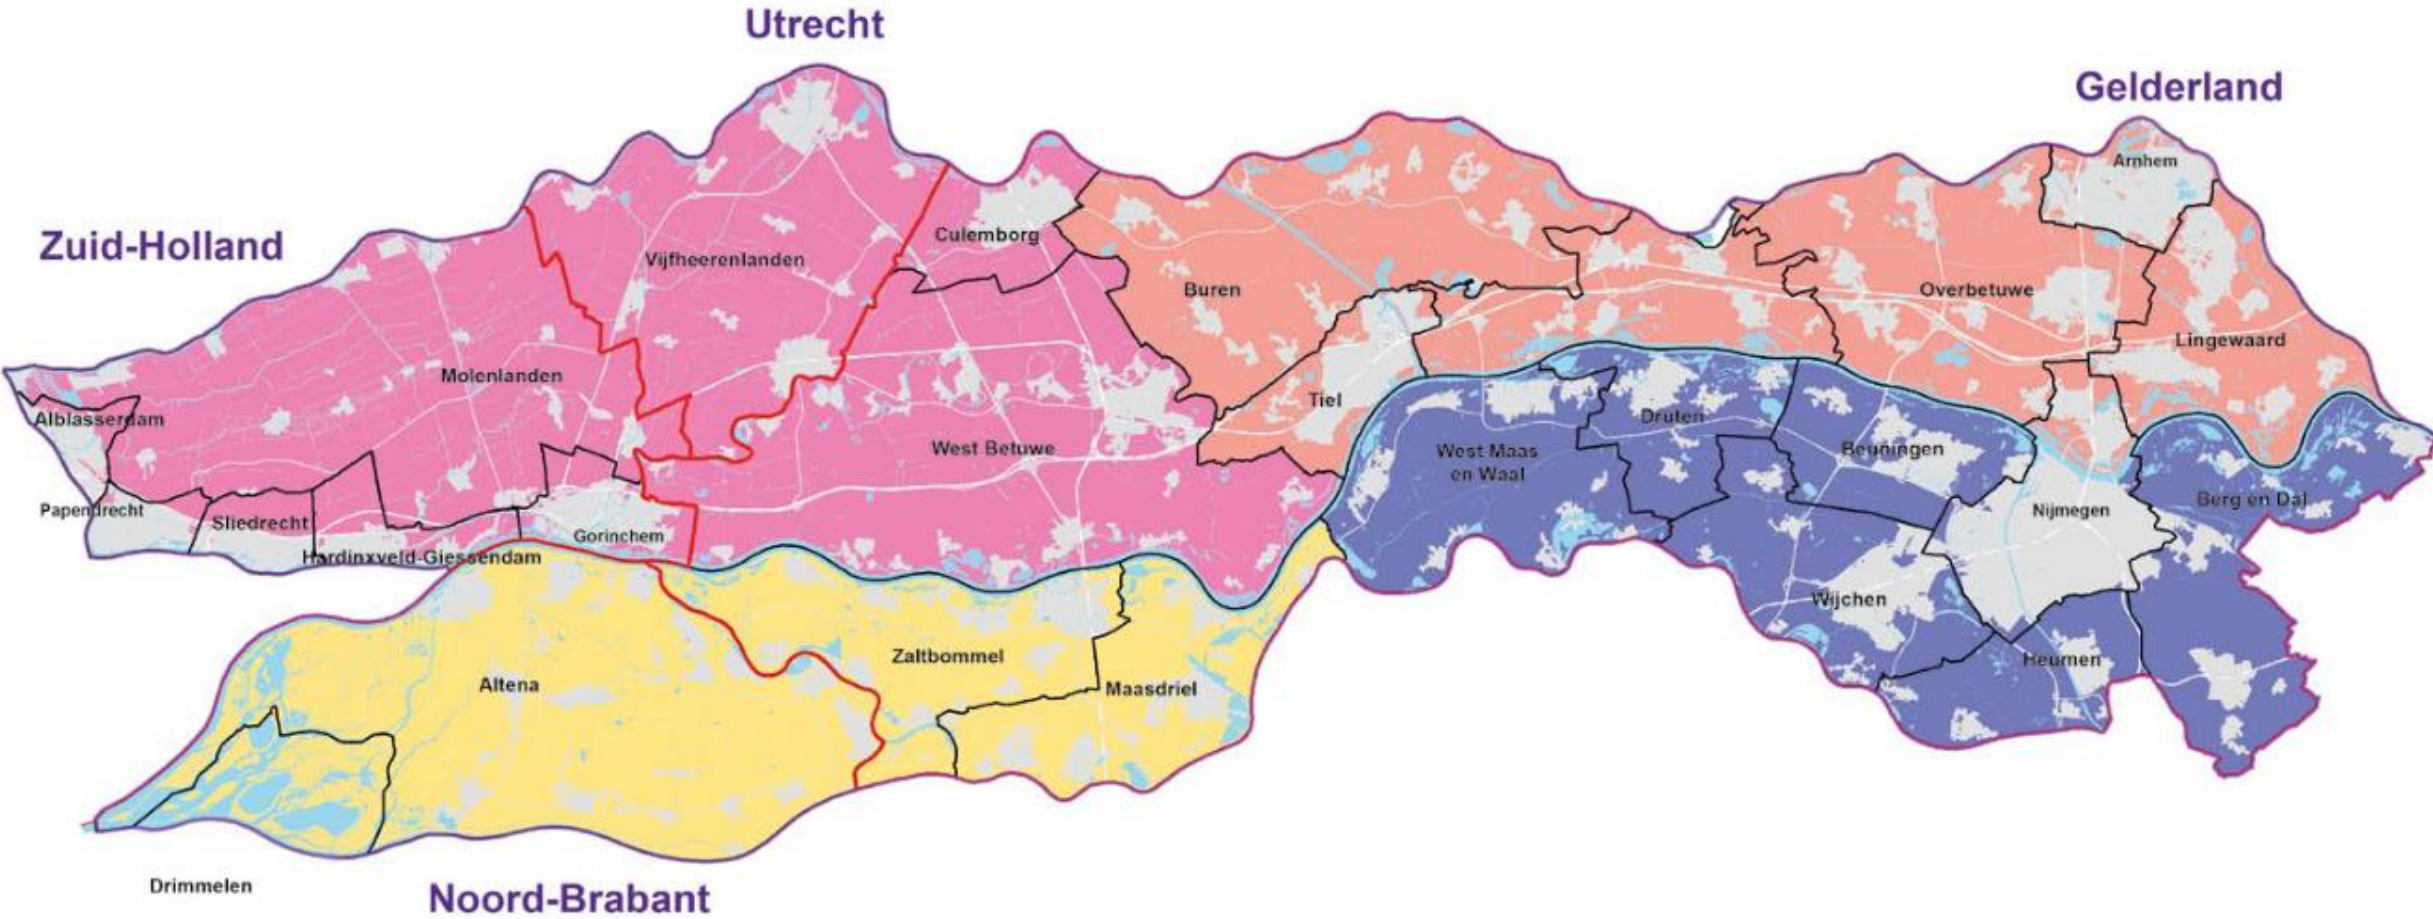 Utrecht
Gelderland
Zuid-Holland
Arnhem
Culemborg
Vijfheerenlanden
Buren
Overbetuwe
Lingewaard
Molenlanden
Tiel
Alblasserdam
Druten
West Betuwe
West Maas
en Waal
Beuningen
Berg en Dal
Papendrecht
Sliedrecht
Nijmegen
Gorinchem
Hardinxveld-Giessendam
Wijchen
Zaltbommel
Heumen
Altena
Maasdriel
Drimmelen
Noord-Brabant